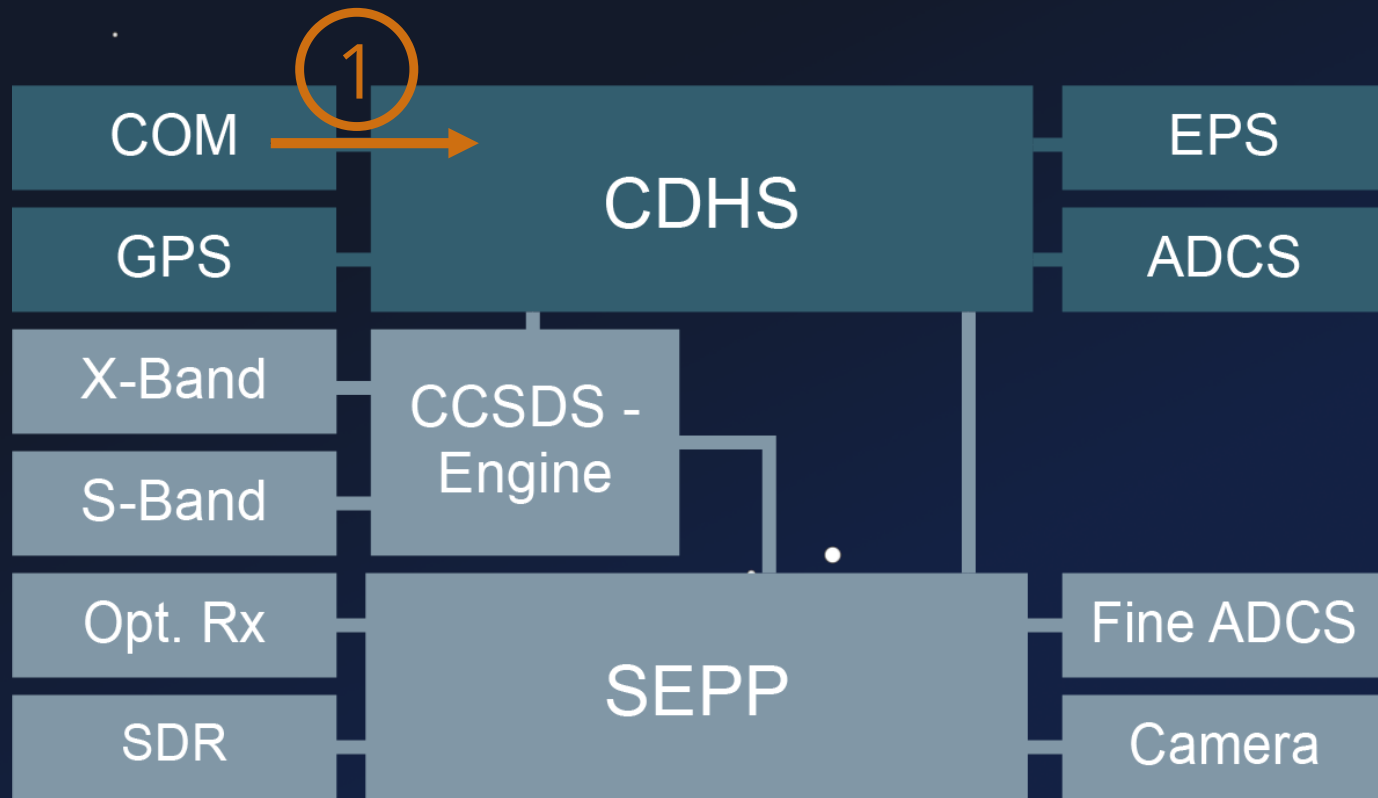 1
COM
CDHS
EPS
GPS
ADCS
X-Band
CCSDS -
Engine
S-Band
Opt. Rx
SEPP
Fine ADCS
SDR
Camera